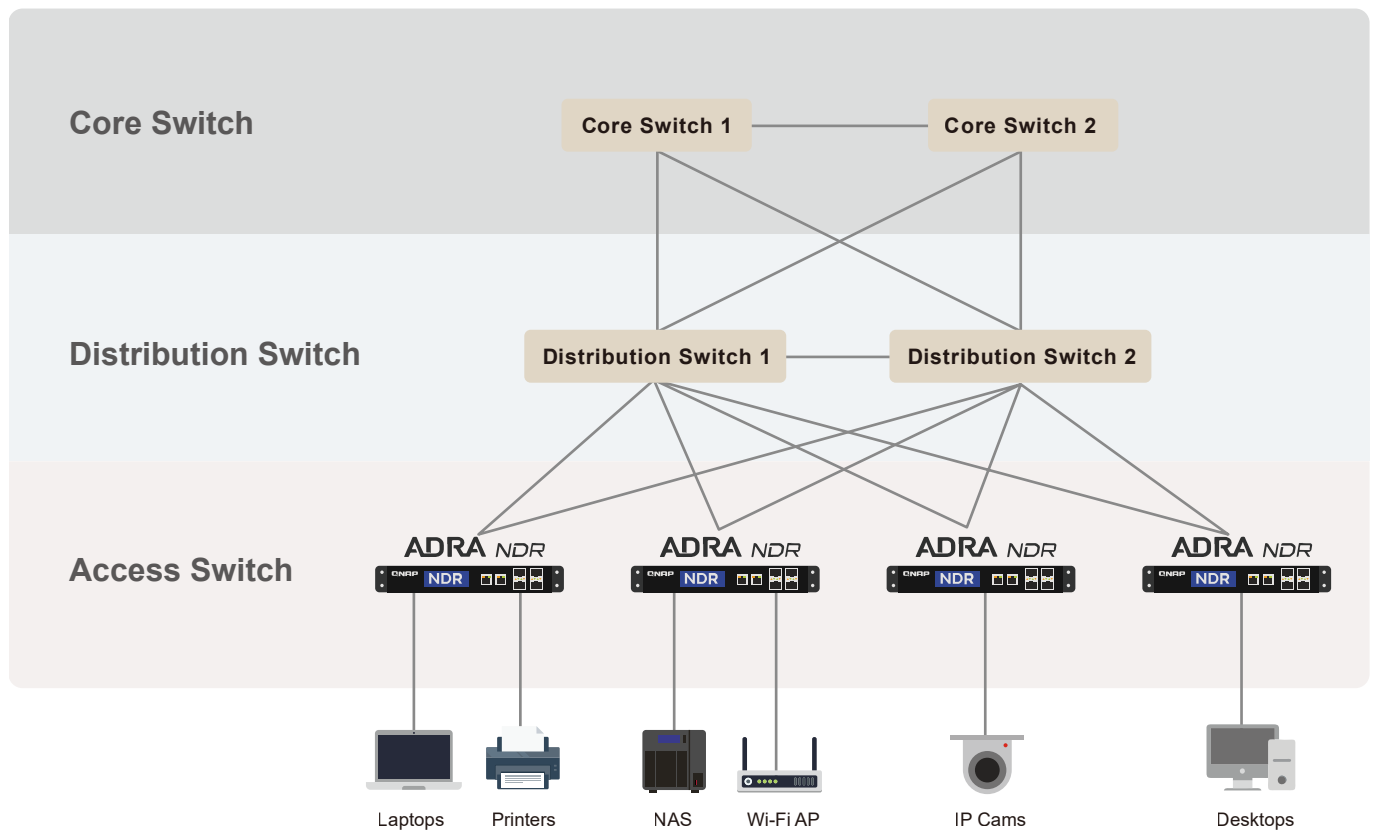 Core Switch
Core Switch 1
Core Switch 2
Distribution Switch
Distribution Switch 1
Distribution Switch 2
Access Switch
ADRA NDR
ADRA NDR
ADRA NDR
ADRA NDR
QNAP NDR
QNAP NDR
QNAP NDR
QNAP NDR
Laptops
Printers
NAS
Wi-Fi AP
IP Cams
Desktops